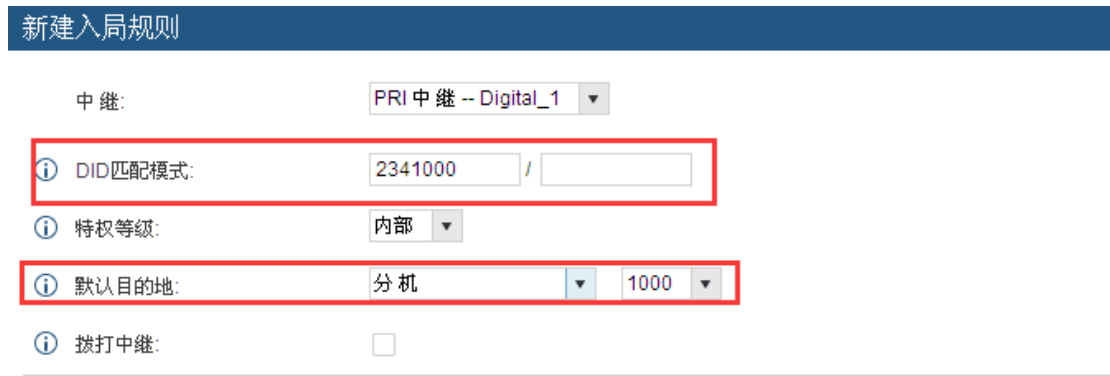 新建入局规则
中 继: PRI 中 继 -- Digital_1
DID匹配模式: 2341000 /
特权等级: 内部
默认目的地: 分 机 1000
拨打中继: